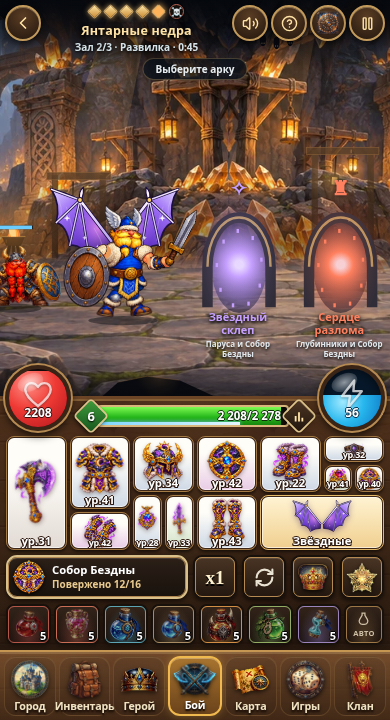 Янтарные недра
Зал 2/3 · Развилка · 0:45
Выберите арку
Звёздный
склеп
Паруса и Собор
Бездны
Сердце
разлома
Глубинники и Собор
Бездны
2208
6
2 208/2 278
56
ур.31
ур.41
ур.42
ур.34
ур.28
ур.33
ур.42
ур.43
ур.22
ур.32
ур.41
ур.40
Звёздные
Собор Бездны
Повержено 12/16
x1
5
5
5
5
5
5
5
АВТО
Город
Инвентарь
Герой
Бой
Карта
Игры
Клан